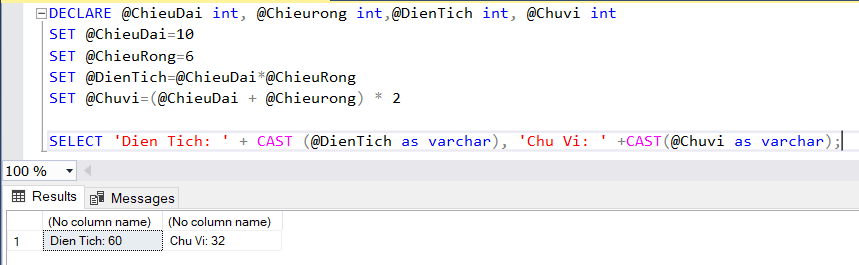 DECLARE @ChieuDai int, @Chieurong int,@DienTich int, @Chuvi int
SET @ChieuDai=10
SET @ChieuRong=6
SET @DienTich=@ChieuDai*@ChieuRong
SET @Chuvi=(@ChieuDai + @Chieurong) * 2
SELECT 'Dien Tich: ' + CAST (@DienTich as varchar), 'Chu Vi: ' +CAST(@Chuvi as varchar);
100 %
Results Messages
(No column name) (No column name)
1 Dien Tich: 60 Chu Vi: 32